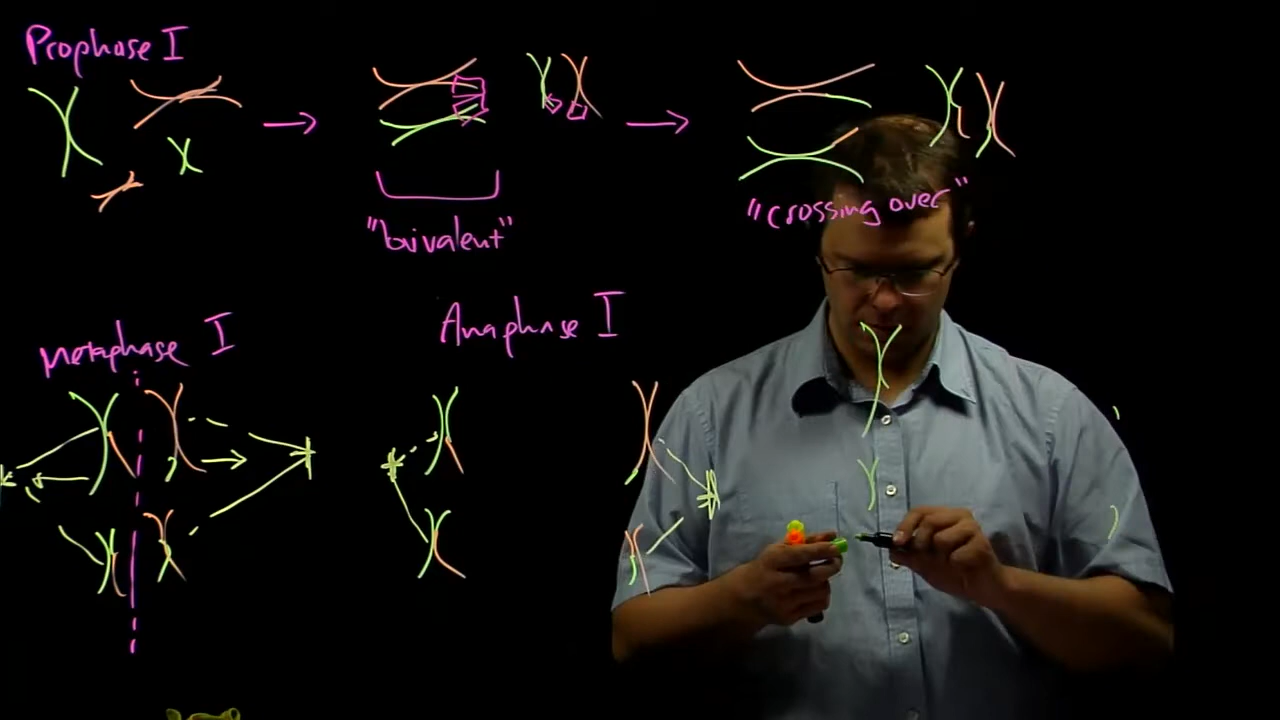 Prophase I
"bivalent"
"crossing over"
Metaphase I
Anaphase I